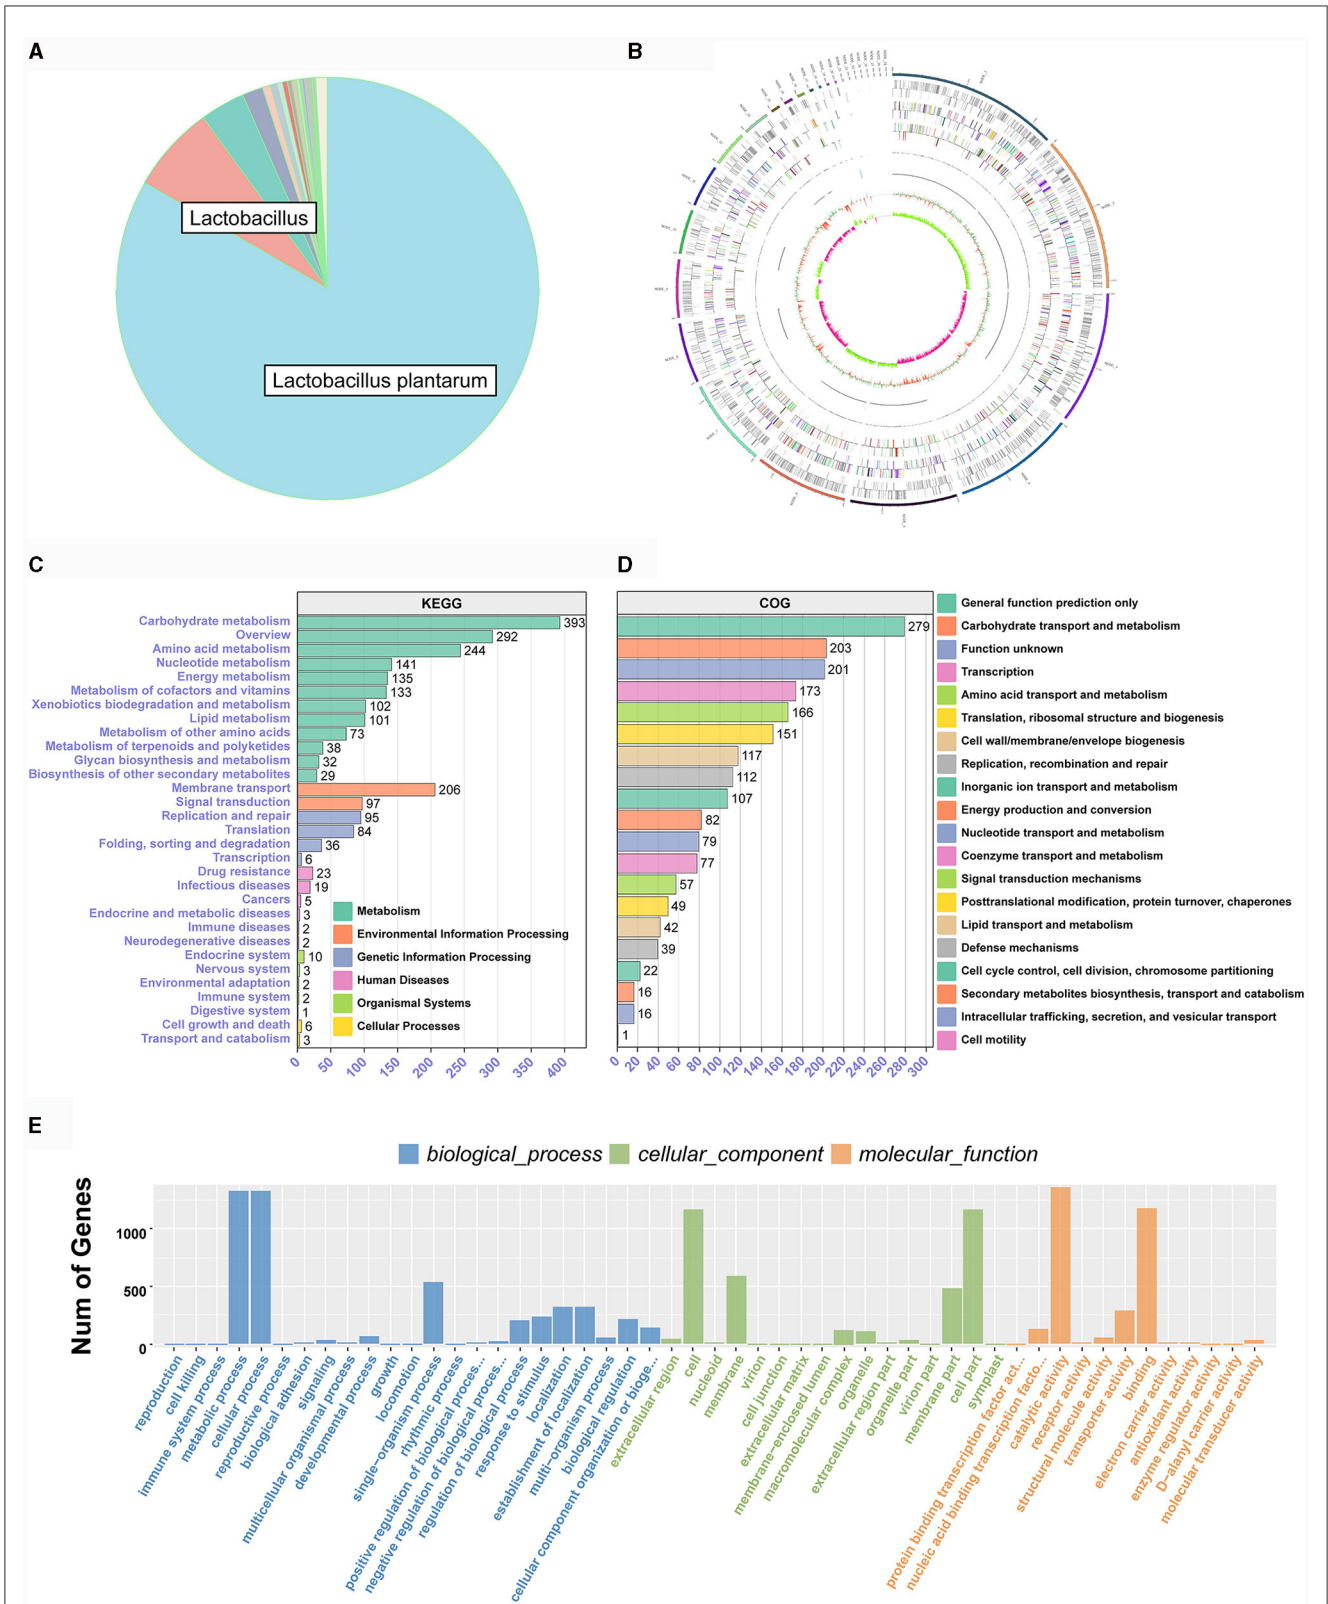 A
Lactobacillus
Lactobacillus plantarum
B
C
KEGG
Carbohydrate metabolism 393
Overview 292
Amino acid metabolism 244
Nucleotide metabolism 141
Energy metabolism 135
Metabolism of cofactors and vitamins 133
Xenobiotics biodegradation and metabolism 102
Lipid metabolism 101
Metabolism of other amino acids 73
Metabolism of terpenoids and polyketides 38
Glycan biosynthesis and metabolism 32
Biosynthesis of other secondary metabolites 29
Membrane transport 206
Signal transduction 97
Replication and repair 95
Translation 84
Folding, sorting and degradation 36
Transcription 6
Drug resistance 23
Infectious diseases 19
Cancers 5
Endocrine and metabolic diseases 3
Immune diseases 2
Neurodegenerative diseases 2
Endocrine system 10
Nervous system 3
Environmental adaptation 2
Immune system 2
Digestive system 1
Cell growth and death 6
Transport and catabolism 3
Metabolism
Environmental Information Processing
Genetic Information Processing
Human Diseases
Organismal Systems
Cellular Processes
0 50 100 150 200 250 300 350 400
D
COG
279
203
201
173
166
151
117
112
107
82
79
77
57
49
42
39
22
16
16
1
0 20 40 60 80 100 120 140 160 180 200 220 240 260 280 300
General function prediction only
Carbohydrate transport and metabolism
Function unknown
Transcription
Amino acid transport and metabolism
Translation, ribosomal structure and biogenesis
Cell wall/membrane/envelope biogenesis
Replication, recombination and repair
Inorganic ion transport and metabolism
Energy production and conversion
Nucleotide transport and metabolism
Coenzyme transport and metabolism
Signal transduction mechanisms
Posttranslational modification, protein turnover, chaperones
Lipid transport and metabolism
Defense mechanisms
Cell cycle control, cell division, chromosome partitioning
Secondary metabolites biosynthesis, transport and catabolism
Intracellular trafficking, secretion, and vesicular transport
Cell motility
E
biological_process cellular_component molecular_function
Num of Genes
1000
500
0
reproduction
cell killing
immune system process
metabolic process
cellular process
reproductive process
biological adhesion
signaling
multicellular organismal process
developmental process
growth
locomotion
single-organism process
rhythmic process
positive regulation of biological proces...
negative regulation of biological proces...
regulation of biological process
response to stimulus
localization
establishment of localization
multi-organism process
biological regulation
cellular component organization or bioge...
extracellular region
cell
nucleoid
membrane
virion
cell junction
extracellular matrix
membrane-enclosed lumen
macromolecular complex
organelle
extracellular region part
organelle part
virion part
membrane part
cell part
symplast
protein binding transcription factor act...
nucleic acid binding transcription facto...
catalytic activity
receptor activity
structural molecule activity
transporter activity
binding
electron carrier activity
antioxidant activity
enzyme regulator activity
D-alanyl carrier activity
molecular transducer activity